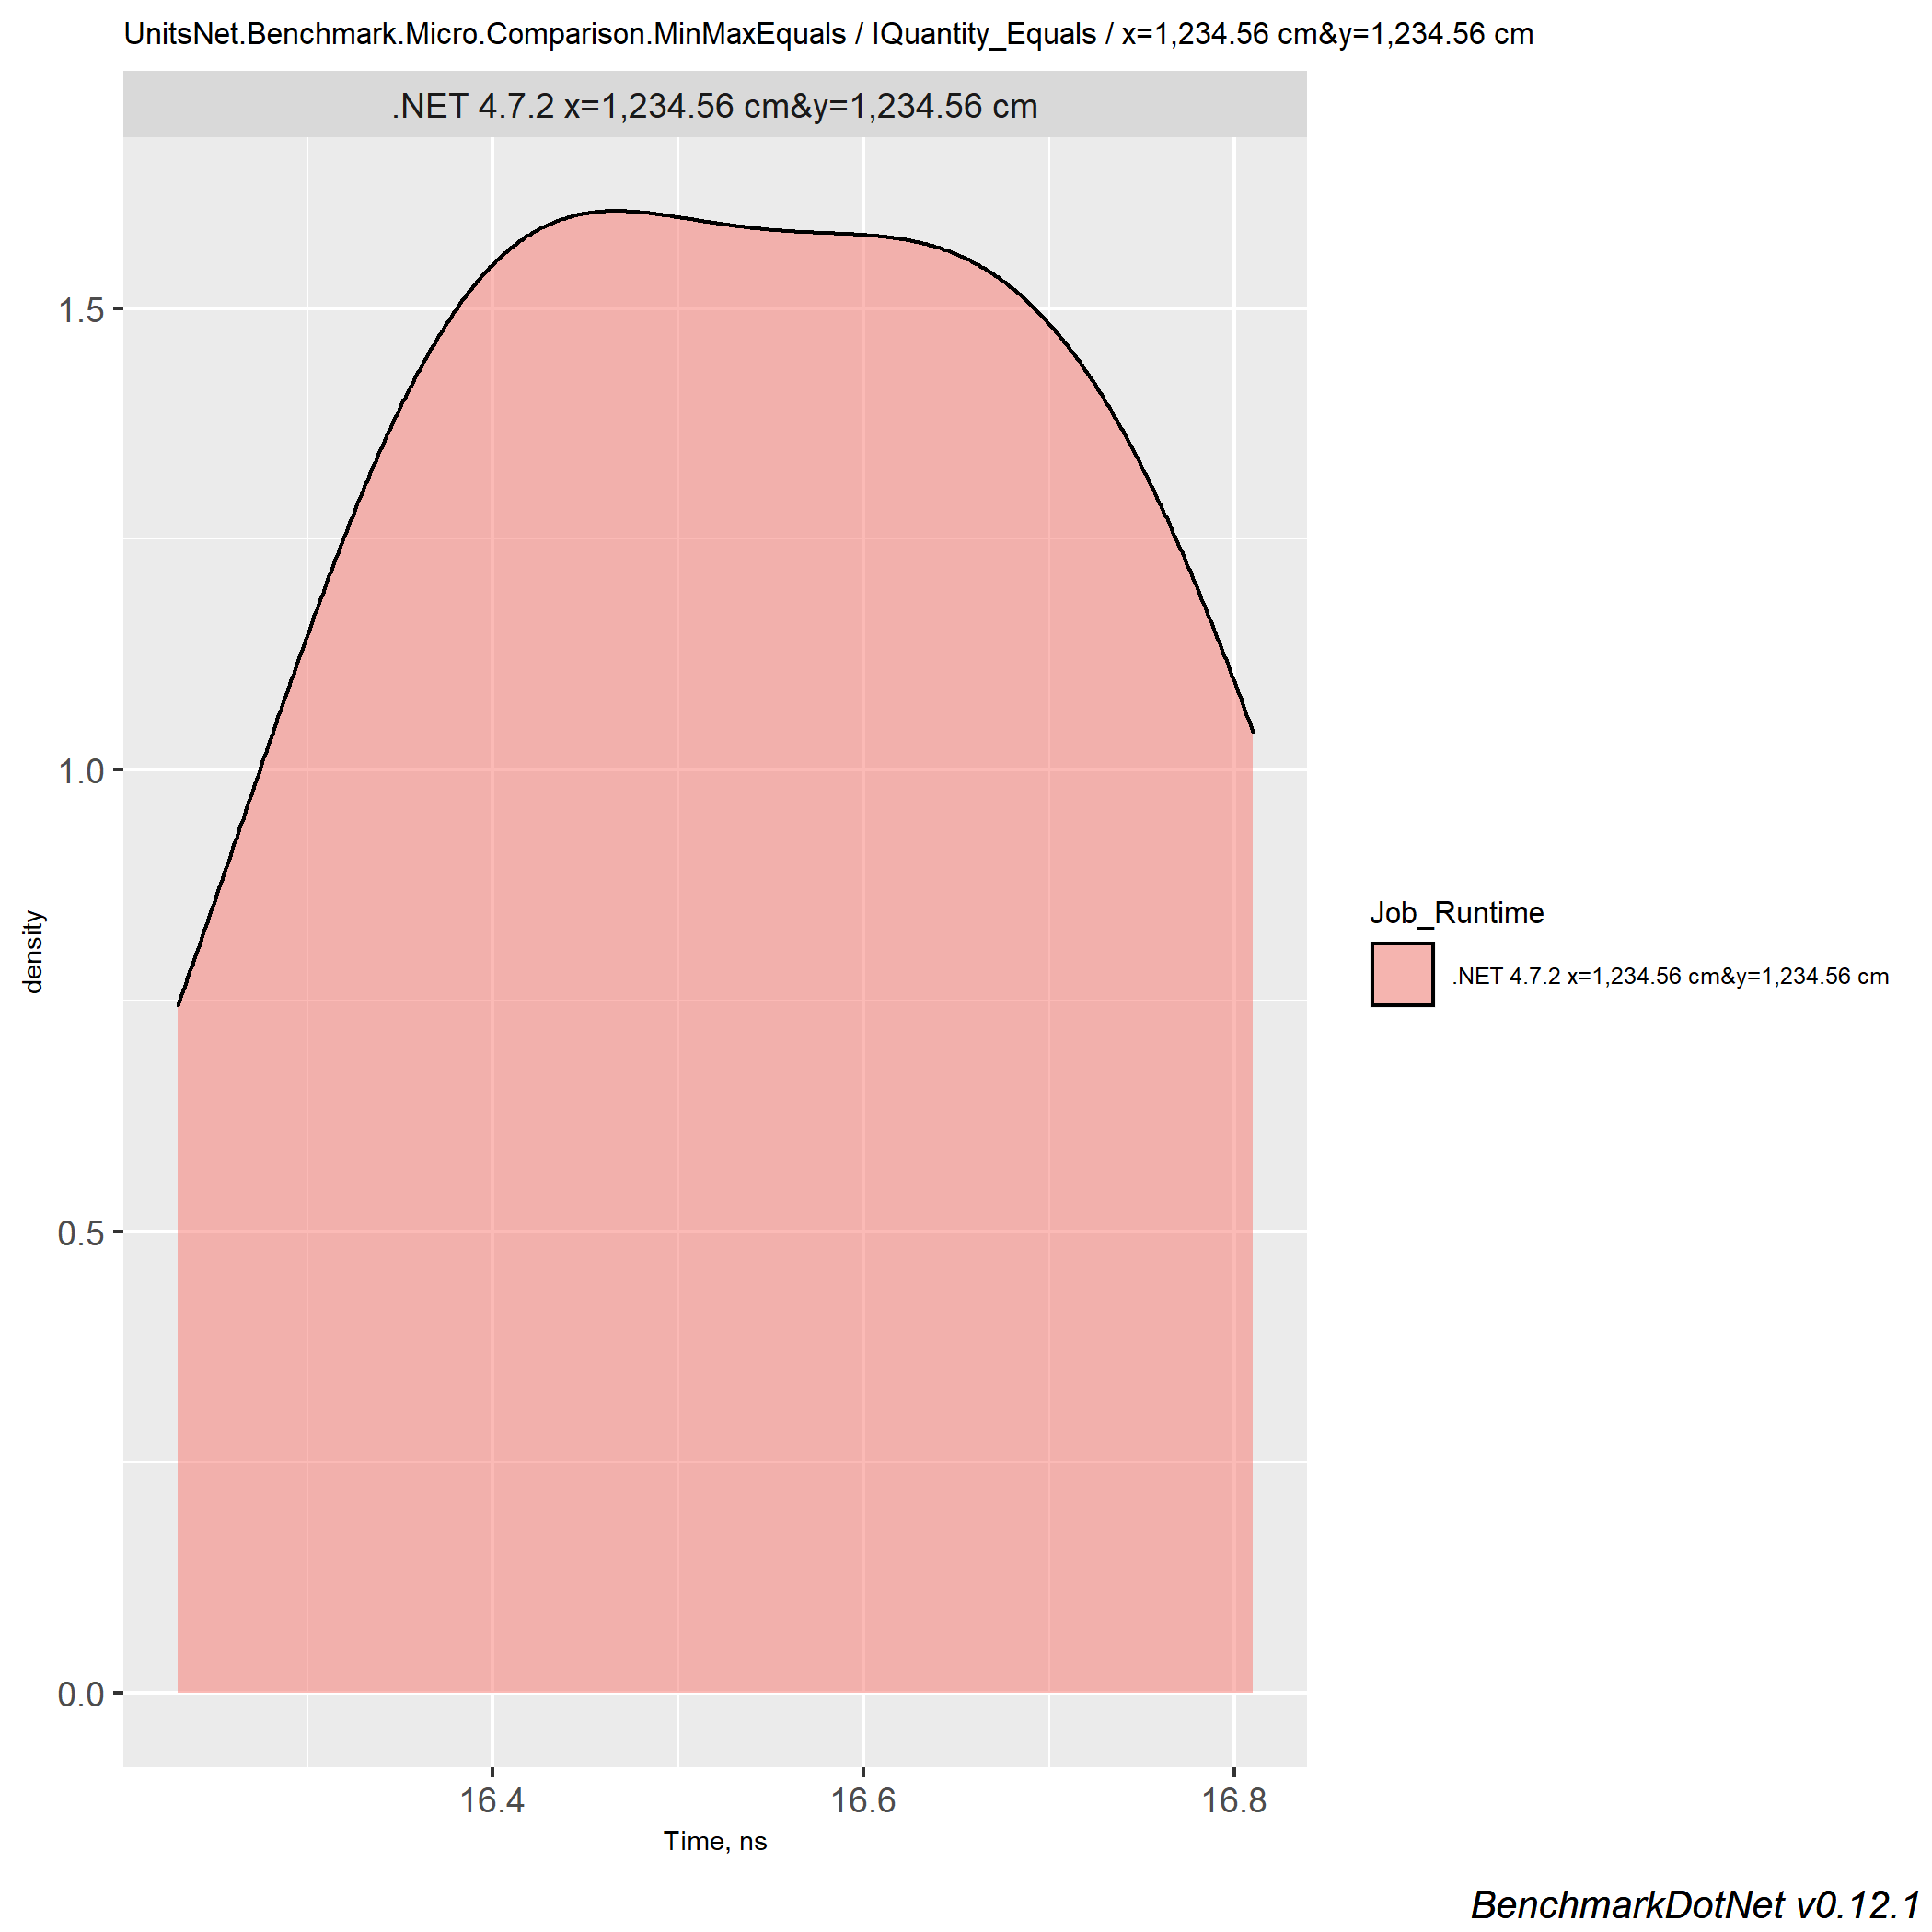 UnitsNet.Benchmark.Micro.Comparison.MinMaxEquals / IQuantity_Equals / x=1,234.56 cm&y=1,234.56 cm
.NET 4.7.2 x=1,234.56 cm&y=1,234.56 cm
1.5
1.0
0.5
0.0
density
16.4
16.6
16.8
Time, ns
Job_Runtime
.NET 4.7.2 x=1,234.56 cm&y=1,234.56 cm
BenchmarkDotNet v0.12.1